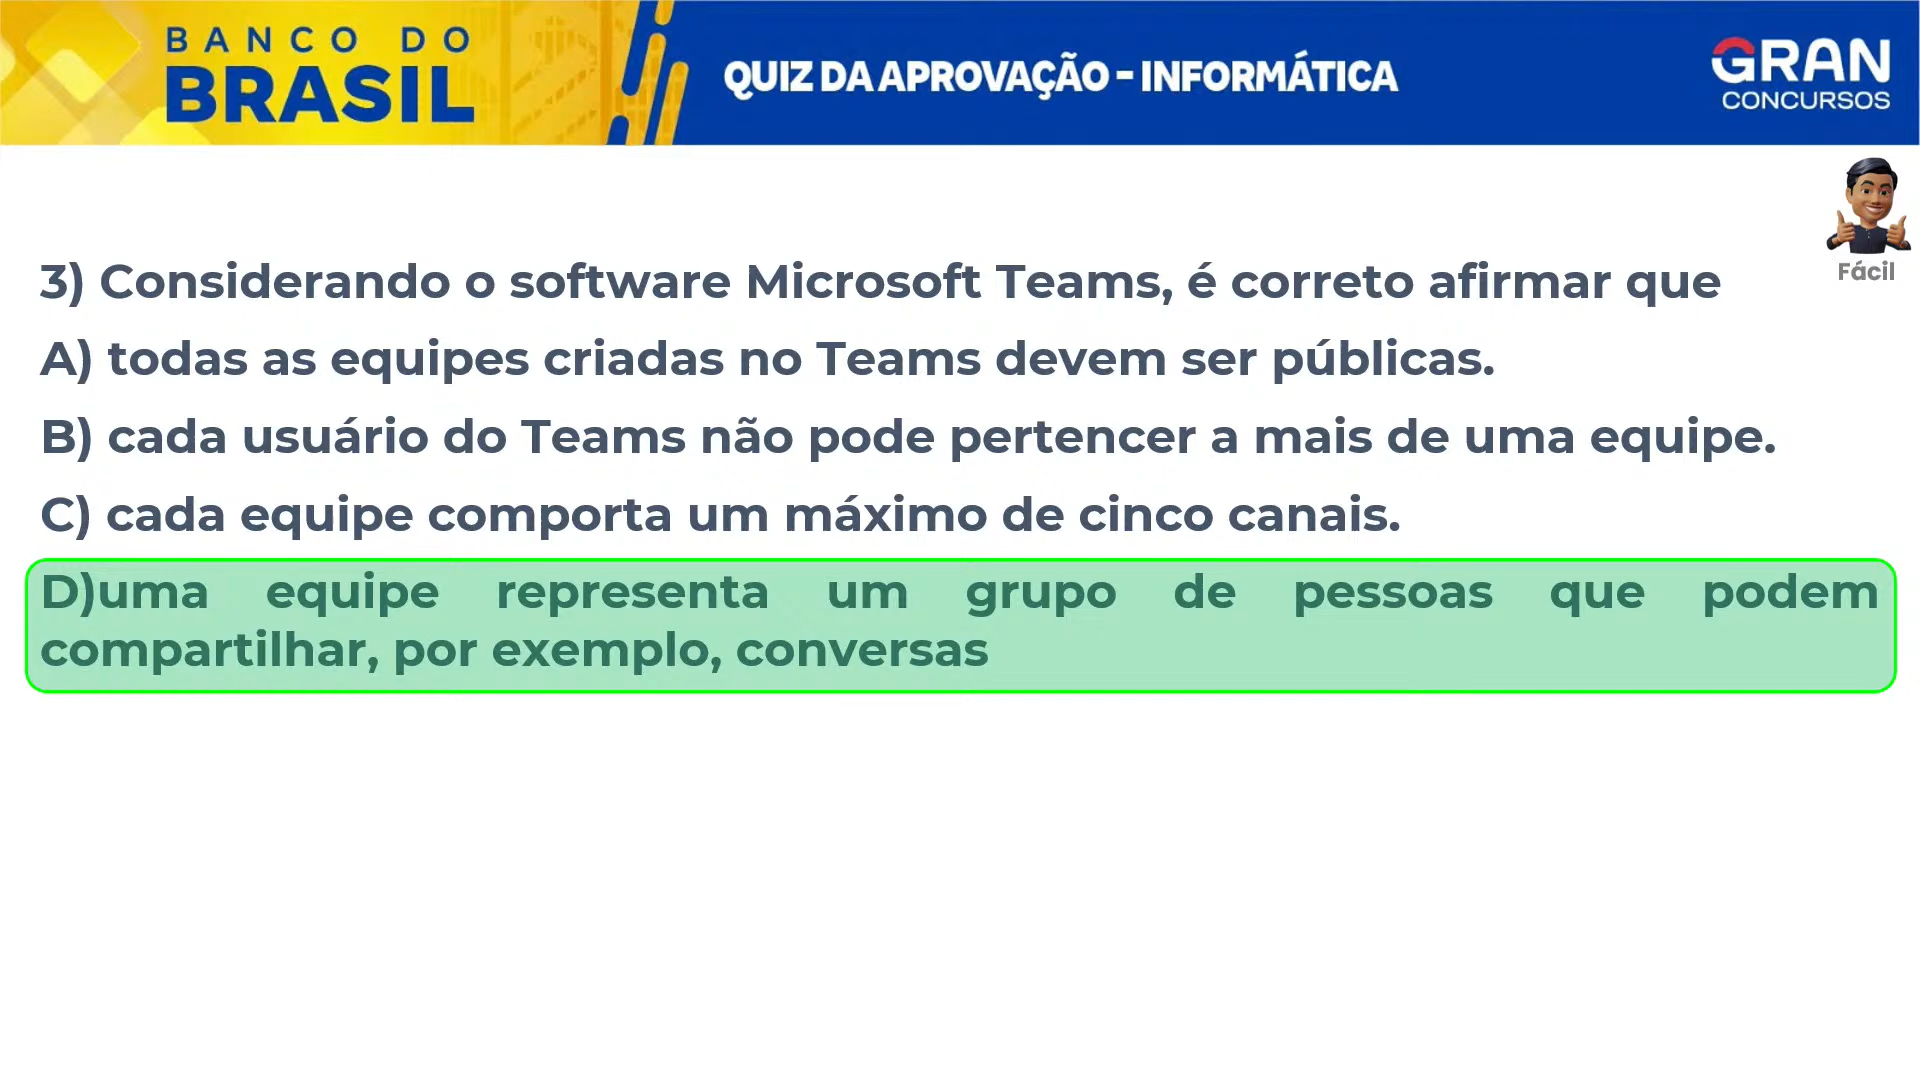 BANCO DO
BRASIL
QUIZ DA APROVAÇÃO - INFORMÁTICA
GRAN
CONCURSOS
Fácil
3) Considerando o software Microsoft Teams, é correto afirmar que
A) todas as equipes criadas no Teams devem ser públicas.
B) cada usuário do Teams não pode pertencer a mais de uma equipe.
C) cada equipe comporta um máximo de cinco canais.
D)uma equipe representa um grupo de pessoas que podem
compartilhar, por exemplo, conversas